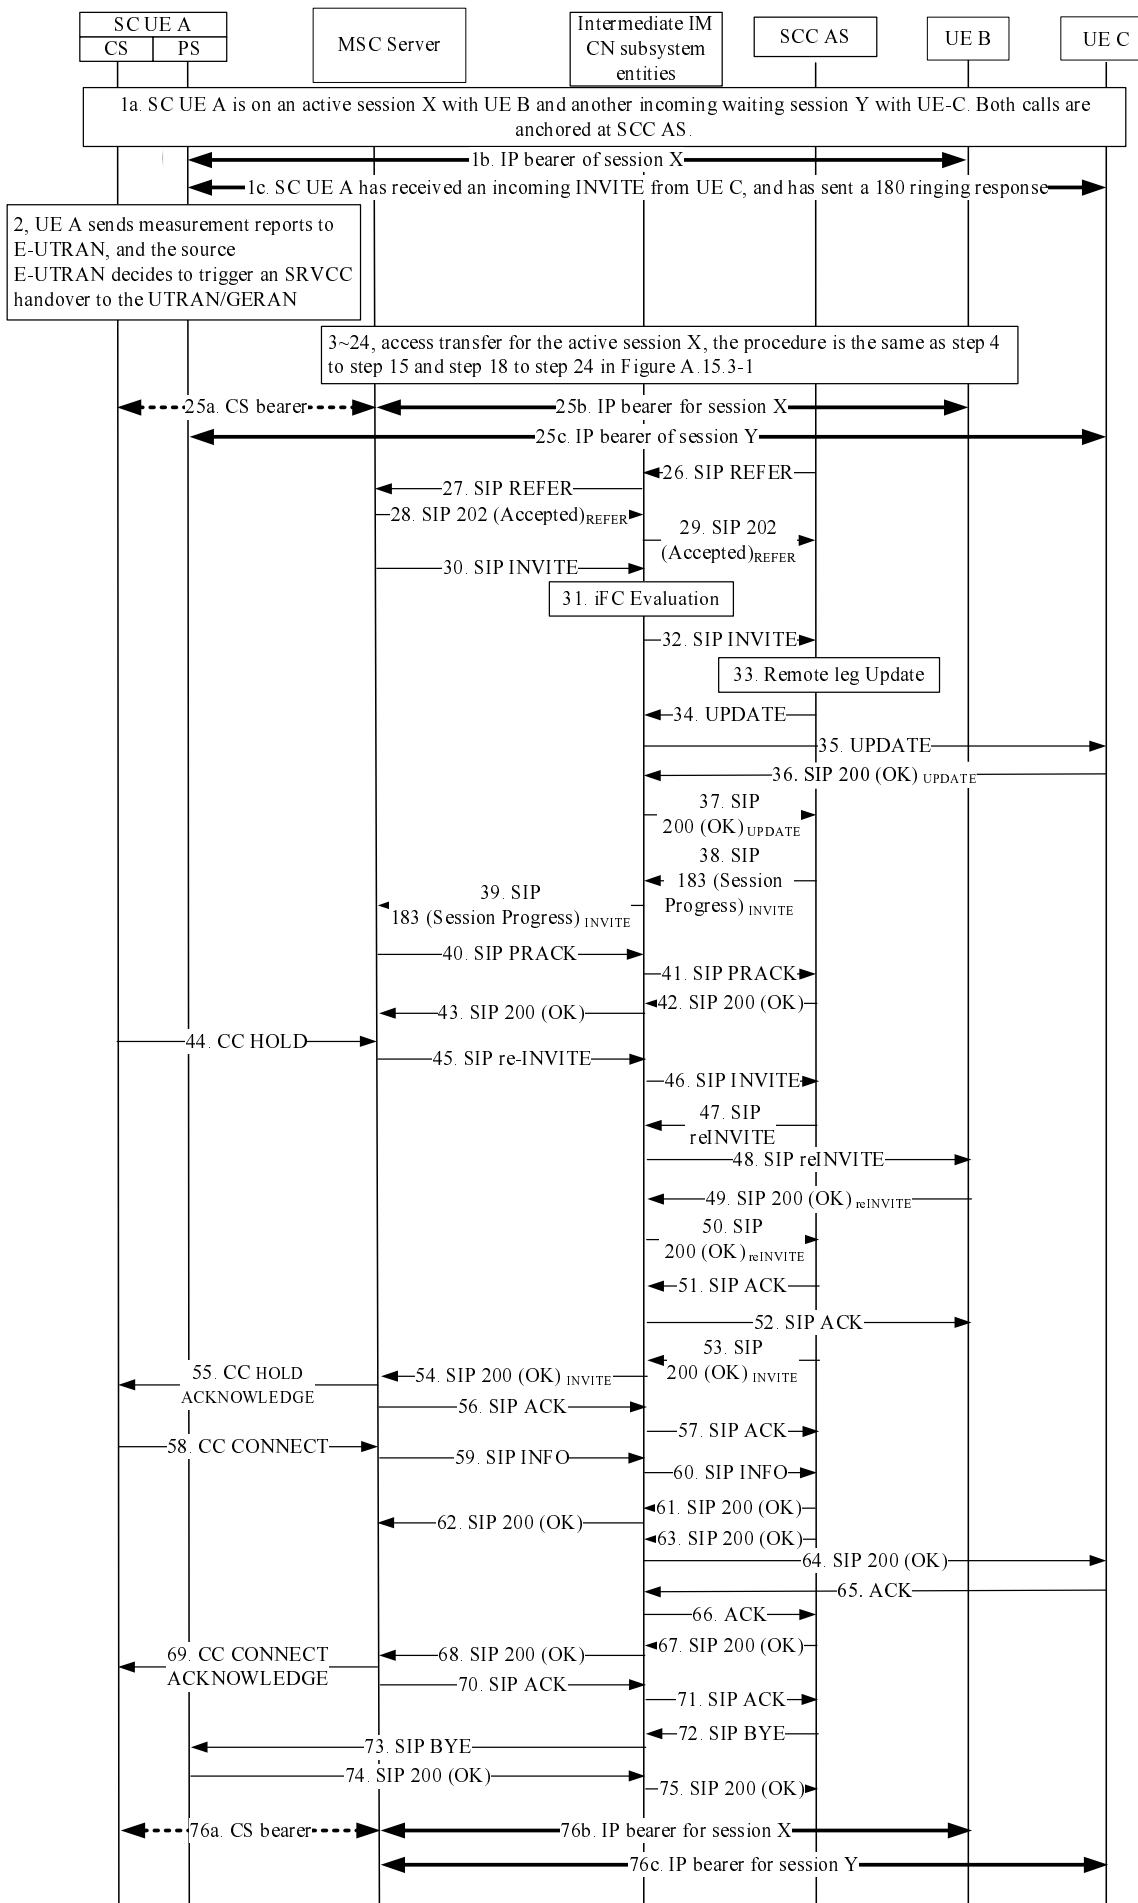 SC UE A
CS
PS
MSC Server
Intermediate IM
CN subsystem
entities
SCC AS
UE B
UE C
1a. SC UE A is on an active session X with UE B and another incoming waiting session Y with UE-C. Both calls are
anchored at SCC AS.
1b. IP bearer of session X
1c. SC UE A has received an incoming INVITE from UE C, and has sent a 180 ringing response
2, UE A sends measurement reports to
E-UTRAN, and the source
E-UTRAN decides to trigger an SRVCC
handover to the UTRAN/GERAN
3~24, access transfer for the active session X, the procedure is the same as step 4
to step 15 and step 18 to step 24 in Figure A.15.3-1
25a. CS bearer
25b. IP bearer for session X
25c. IP bearer of session Y
26. SIP REFER
27. SIP REFER
28. SIP 202 (Accepted) REFER
29. SIP 202
(Accepted) REFER
30. SIP INVITE
31. iFC Evaluation
32. SIP INVITE
33. Remote leg Update
34. UPDATE
35. UPDATE
36. SIP 200 (OK) UPDATE
37. SIP
200 (OK) UPDATE
38. SIP
183 (Session
Progress) INVITE
39. SIP
183 (Session Progress) INVITE
40. SIP PRACK
41. SIP PRACK
42. SIP 200 (OK)
43. SIP 200 (OK)
44. CC HOLD
45. SIP re-INVITE
46. SIP INVITE
47. SIP
reINVITE
48. SIP reINVITE
49. SIP 200 (OK) reINVITE
50. SIP
200 (OK) reINVITE
51. SIP ACK
52. SIP ACK
53. SIP
200 (OK) INVITE
54. SIP 200 (OK) INVITE
55. CC HOLD
ACKNOWLEDGE
56. SIP ACK
57. SIP ACK
58. CC CONNECT
59. SIP INFO
60. SIP INFO
61. SIP 200 (OK)
62. SIP 200 (OK)
63. SIP 200 (OK)
64. SIP 200 (OK)
65. ACK
66. ACK
67. SIP 200 (OK)
68. SIP 200 (OK)
69. CC CONNECT
ACKNOWLEDGE
70. SIP ACK
71. SIP ACK
72. SIP BYE
73. SIP BYE
74. SIP 200 (OK)
75. SIP 200 (OK)
76a. CS bearer
76b. IP bearer for session X
76c. IP bearer for session Y